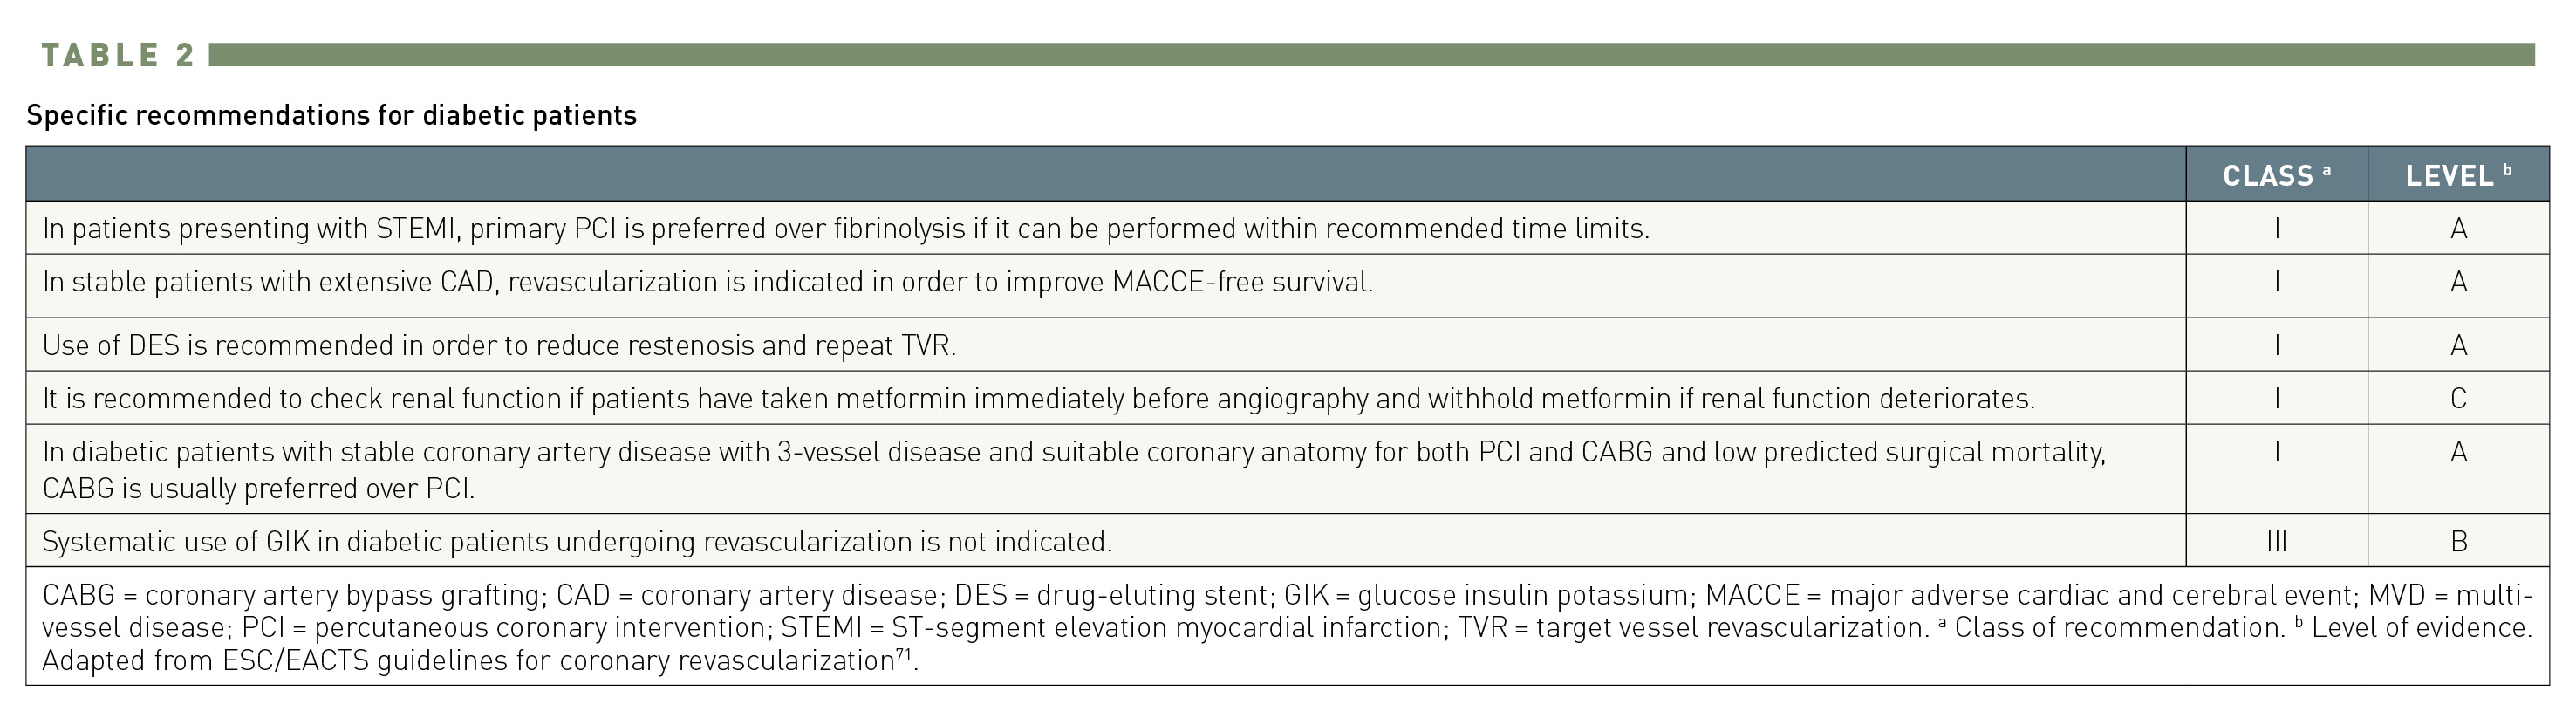 TABLE 2
Specific recommendations for diabetic patients
CLASS a LEVEL b
In patients presenting with STEMI, primary PCI is preferred over fibrinolysis if it can be performed within recommended time limits. I A
In stable patients with extensive CAD, revascularization is indicated in order to improve MACCE-free survival. I A
Use of DES is recommended in order to reduce restenosis and repeat TVR. I A
It is recommended to check renal function if patients have taken metformin immediately before angiography and withhold metformin if renal function deteriorates. I C
In diabetic patients with stable coronary artery disease with 3-vessel disease and suitable coronary anatomy for both PCI and CABG and low predicted surgical mortality, I A
CABG is usually preferred over PCI.
Systematic use of GIK in diabetic patients undergoing revascularization is not indicated. III B
CABG = coronary artery bypass grafting; CAD = coronary artery disease; DES = drug-eluting stent; GIK = glucose insulin potassium; MACCE = major adverse cardiac and cerebral event; MVD = multi-
vessel disease; PCI = percutaneous coronary intervention; STEMI = ST-segment elevation myocardial infarction; TVR = target vessel revascularization. a Class of recommendation. b Level of evidence.
Adapted from ESC/EACTS guidelines for coronary revascularization71.